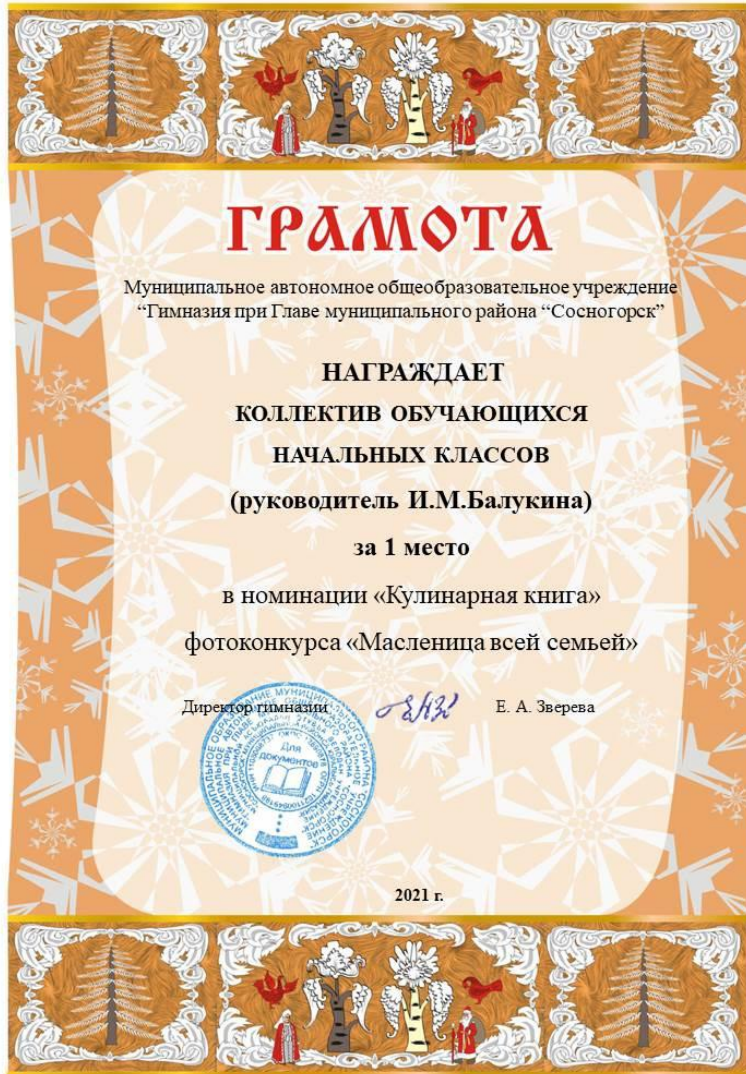 ГРАМОТА
Муниципальное автономное общеобразовательное учреждение
“Гимназия при Главе муниципального района “Сосногорск”
НАГРАЖДАЕТ
КОЛЛЕКТИВ ОБУЧАЮЩИХСЯ
НАЧАЛЬНЫХ КЛАССОВ
(руководитель И.М.Балукина)
за 1 место
в номинации «Кулинарная книга»
фотоконкурса «Масленица всей семьей»
Директор гимназии Е. А. Зверева
Для
документов
2021 г.